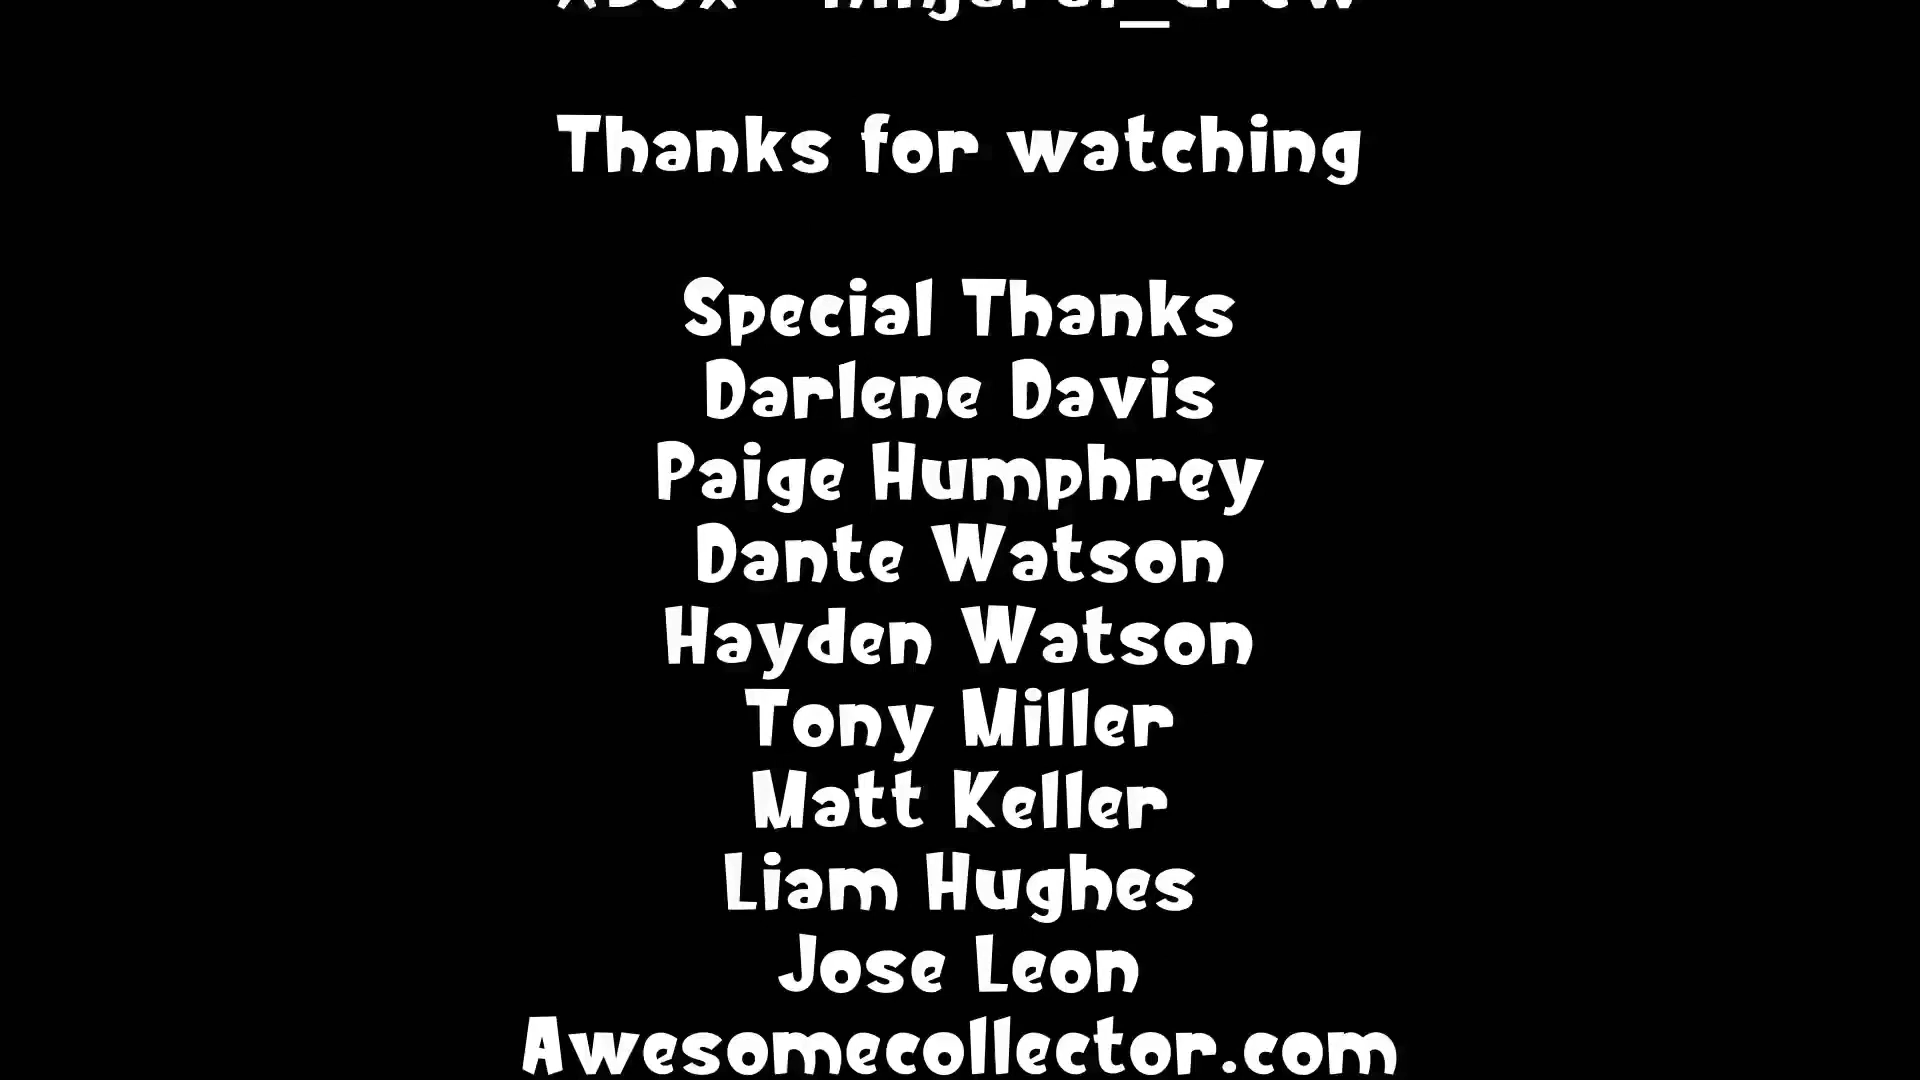 Thanks for watching
Special Thanks
Darlene Davis
Paige Humphrey
Dante Watson
Hayden Watson
Tony Miller
Matt Keller
Liam Hughes
Jose Leon
Awesomecollector.com